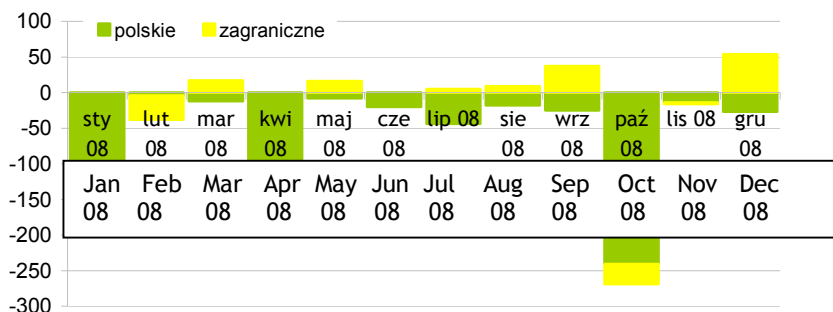 100
polskie zagraniczne
50
0
sty lut mar kwi maj cze lip 08 sie wrz paź lis 08 gru
-50
08 08 08 08 08 08 08 08 08 08
-100
Jan Feb Mar Apr May Jun Jul Aug Sep Oct Nov Dec
-150
08 08 08 08 08 08 08 08 08 08 08 08
-200
-250
-300